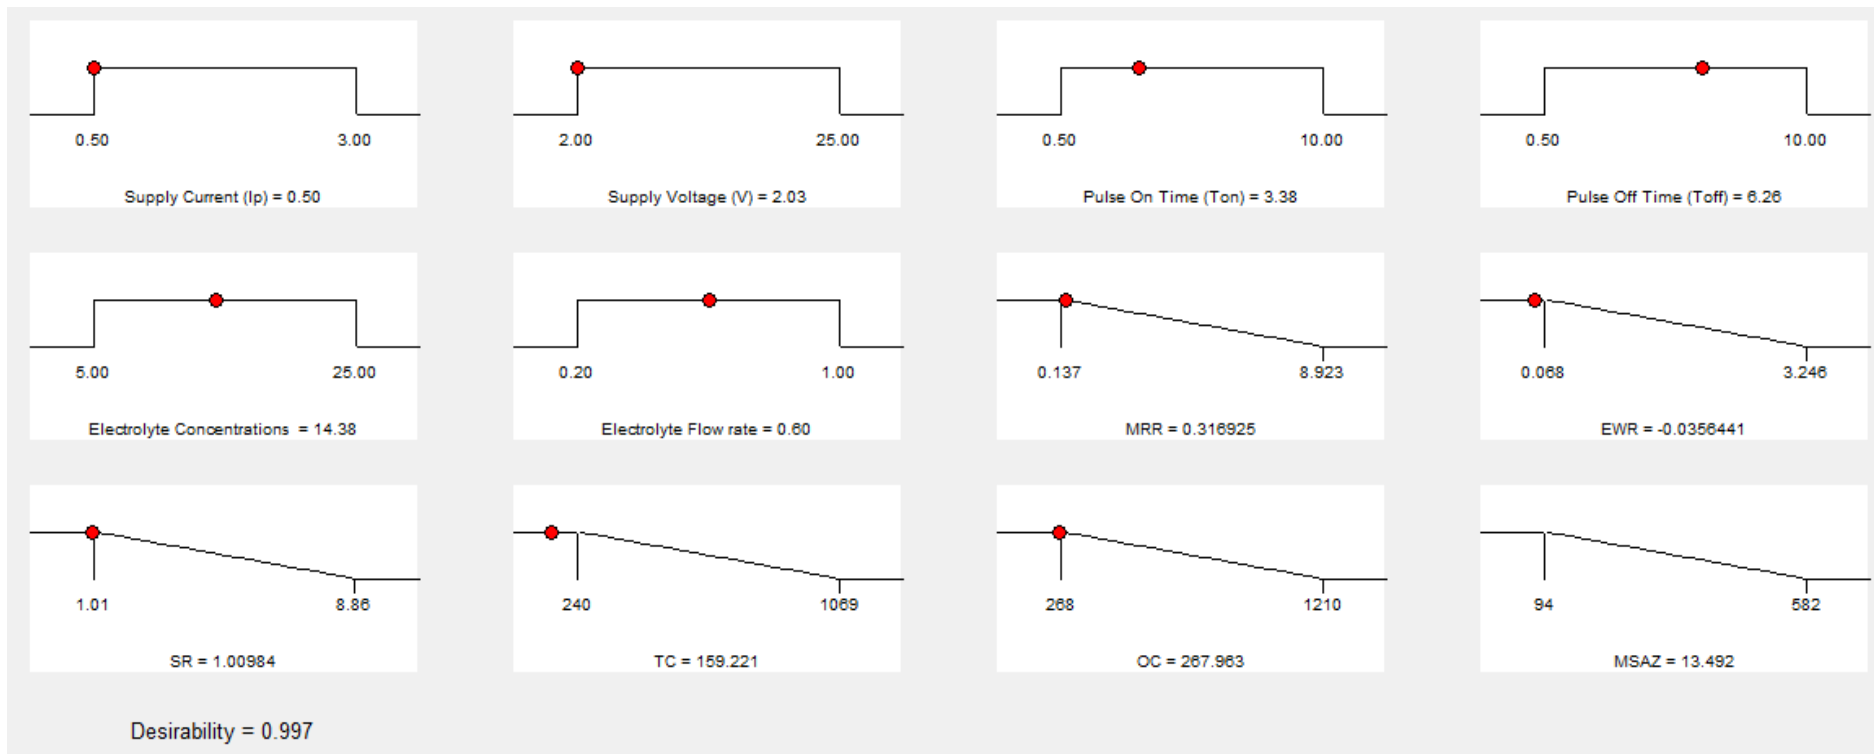 0.50 3.00
Supply Current (Ip) = 0.50
2.00 25.00
Supply Voltage (V) = 2.03
0.50 10.00
Pulse On Time (Ton) = 3.38
0.50 10.00
Pulse Off Time (Toff) = 6.26
5.00 25.00
Electrolyte Concentrations = 14.38
0.20 1.00
Electrolyte Flow rate = 0.60
0.137 8.923
MRR = 0.316925
0.068 3.246
EWR = -0.0356441
1.01 8.86
SR = 1.00984
240 1069
TC = 159.221
268 1210
OC = 267.963
94 582
MSAZ = 13.492
Desirability = 0.997